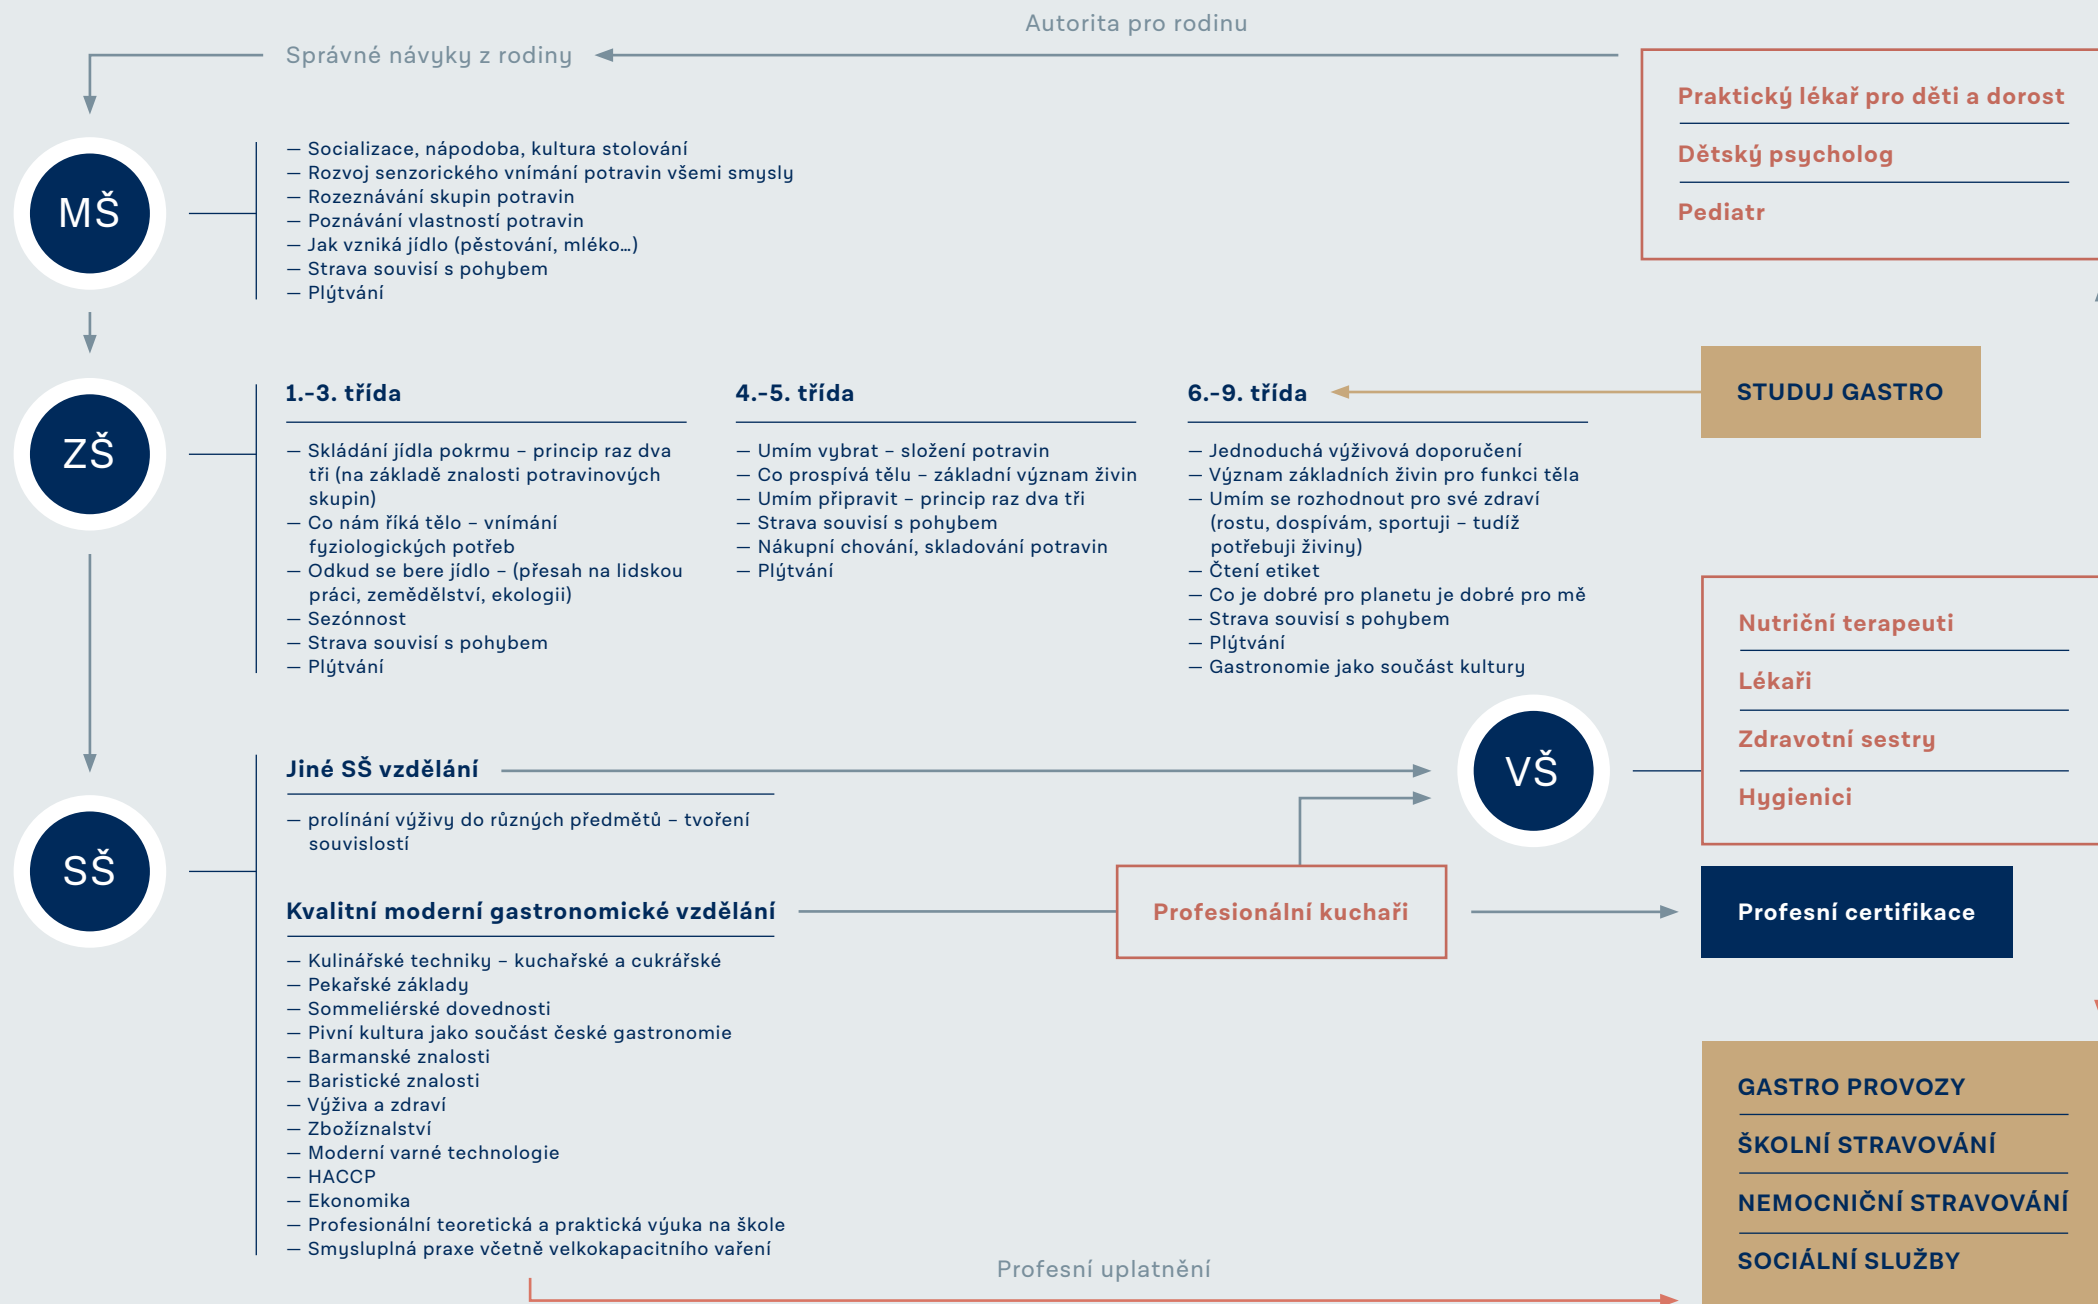 Autorita pro rodinu
Správné návyky z rodiny
Praktický lékař pro děti a dorost
Dětský psycholog
Pediatr
MŠ
— Socializace, nápodoba, kultura stolování
— Rozvoj senzorického vnímání potravin všemi smysly
— Rozeznávání skupin potravin
— Poznávání vlastností potravin
— Jak vzniká jídlo (pěstování, mléko…)
— Strava souvisí s pohybem
— Plýtvání
ZŠ
1.-3. třída
— Skládání jídla pokrmu – princip raz dva
tři (na základě znalosti potravinových
skupin)
— Co nám říká tělo – vnímání
fyziologických potřeb
— Odkud se bere jídlo – (přesah na lidskou
práci, zemědělství, ekologii)
— Sezónnost
— Strava souvisí s pohybem
— Plýtvání
4.-5. třída
— Umím vybrat – složení potravin
— Co prospívá tělu – základní význam živin
— Umím připravit – princip raz dva tři
— Strava souvisí s pohybem
— Nákupní chování, skladování potravin
— Plýtvání
6.-9. třída
— Jednoduchá výživová doporučení
— Význam základních živin pro funkci těla
— Umím se rozhodnout pro své zdraví
(rostu, dospívám, sportuji – tudíž
potřebuji živiny)
— Čtení etiket
— Co je dobré pro planetu je dobré pro mě
— Strava souvisí s pohybem
— Plýtvání
— Gastronomie jako součást kultury
STUDUJ GASTRO
SŠ
Jiné SŠ vzdělání
— prolínání výživy do různých předmětů – tvoření
souvislostí
VŠ
Nutriční terapeuti
Lékaři
Zdravotní sestry
Hygienici
Kvalitní moderní gastronomické vzdělání
— Kulinářské techniky – kuchařské a cukrářské
— Pekařské základy
— Sommeliérské dovednosti
— Pivní kultura jako součást české gastronomie
— Barmanské znalosti
— Baristické znalosti
— Výživa a zdraví
— Zbožíznalství
— Moderní varné technologie
— HACCP
— Ekonomika
— Profesionální teoretická a praktická výuka na škole
— Smysluplná praxe včetně velkokapacitního vaření
Profesionální kuchaři
Profesní certifikace
Profesní uplatnění
GASTRO PROVOZY
ŠKOLNÍ STRAVOVÁNÍ
NEMOCNIČNÍ STRAVOVÁNÍ
SOCIÁLNÍ SLUŽBY